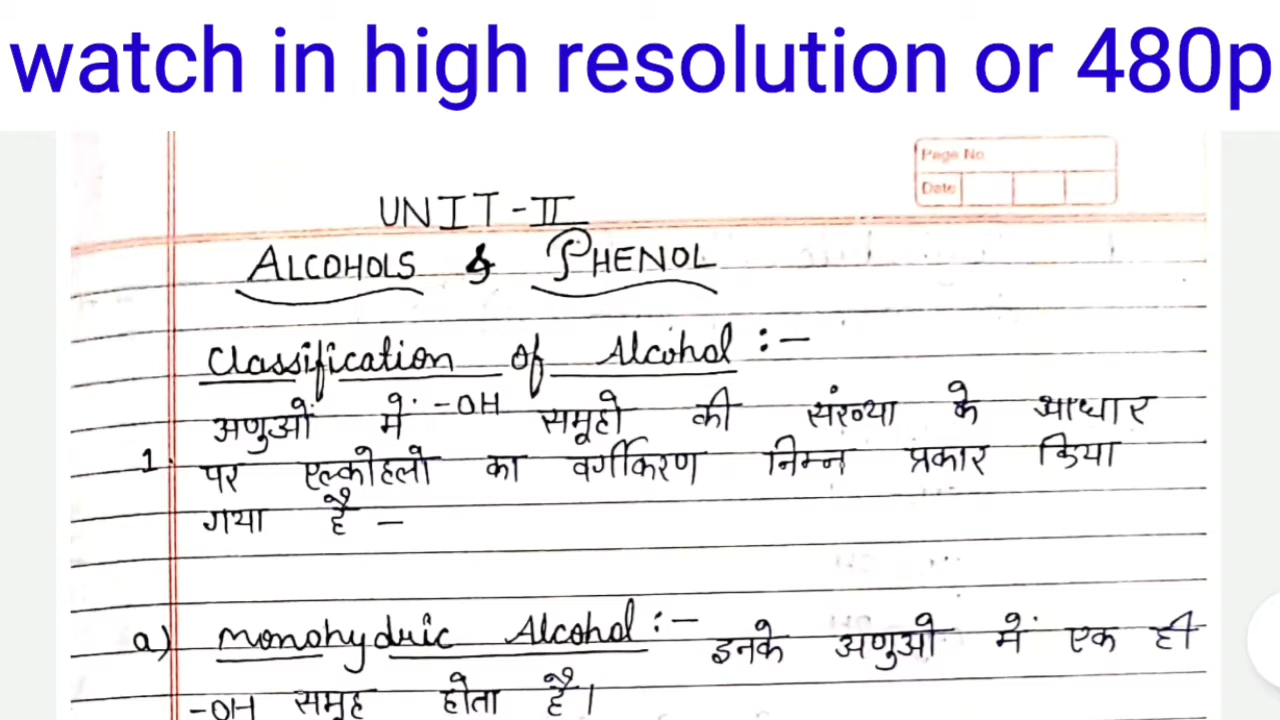 watch in high resolution or 480p
Page No
Date
UNIT-II
ALCOHOLS & PHENOL
Classification of Alcohol :-
अणुओं में -OH समूहो की संख्या के आधार
1. पर एल्कोहलो का वर्गीकरण निम्न प्रकार किया
गया है -
a) Monohydric Alcohol :- इनके अणुओ में एक ही
-OH समूह होता है।